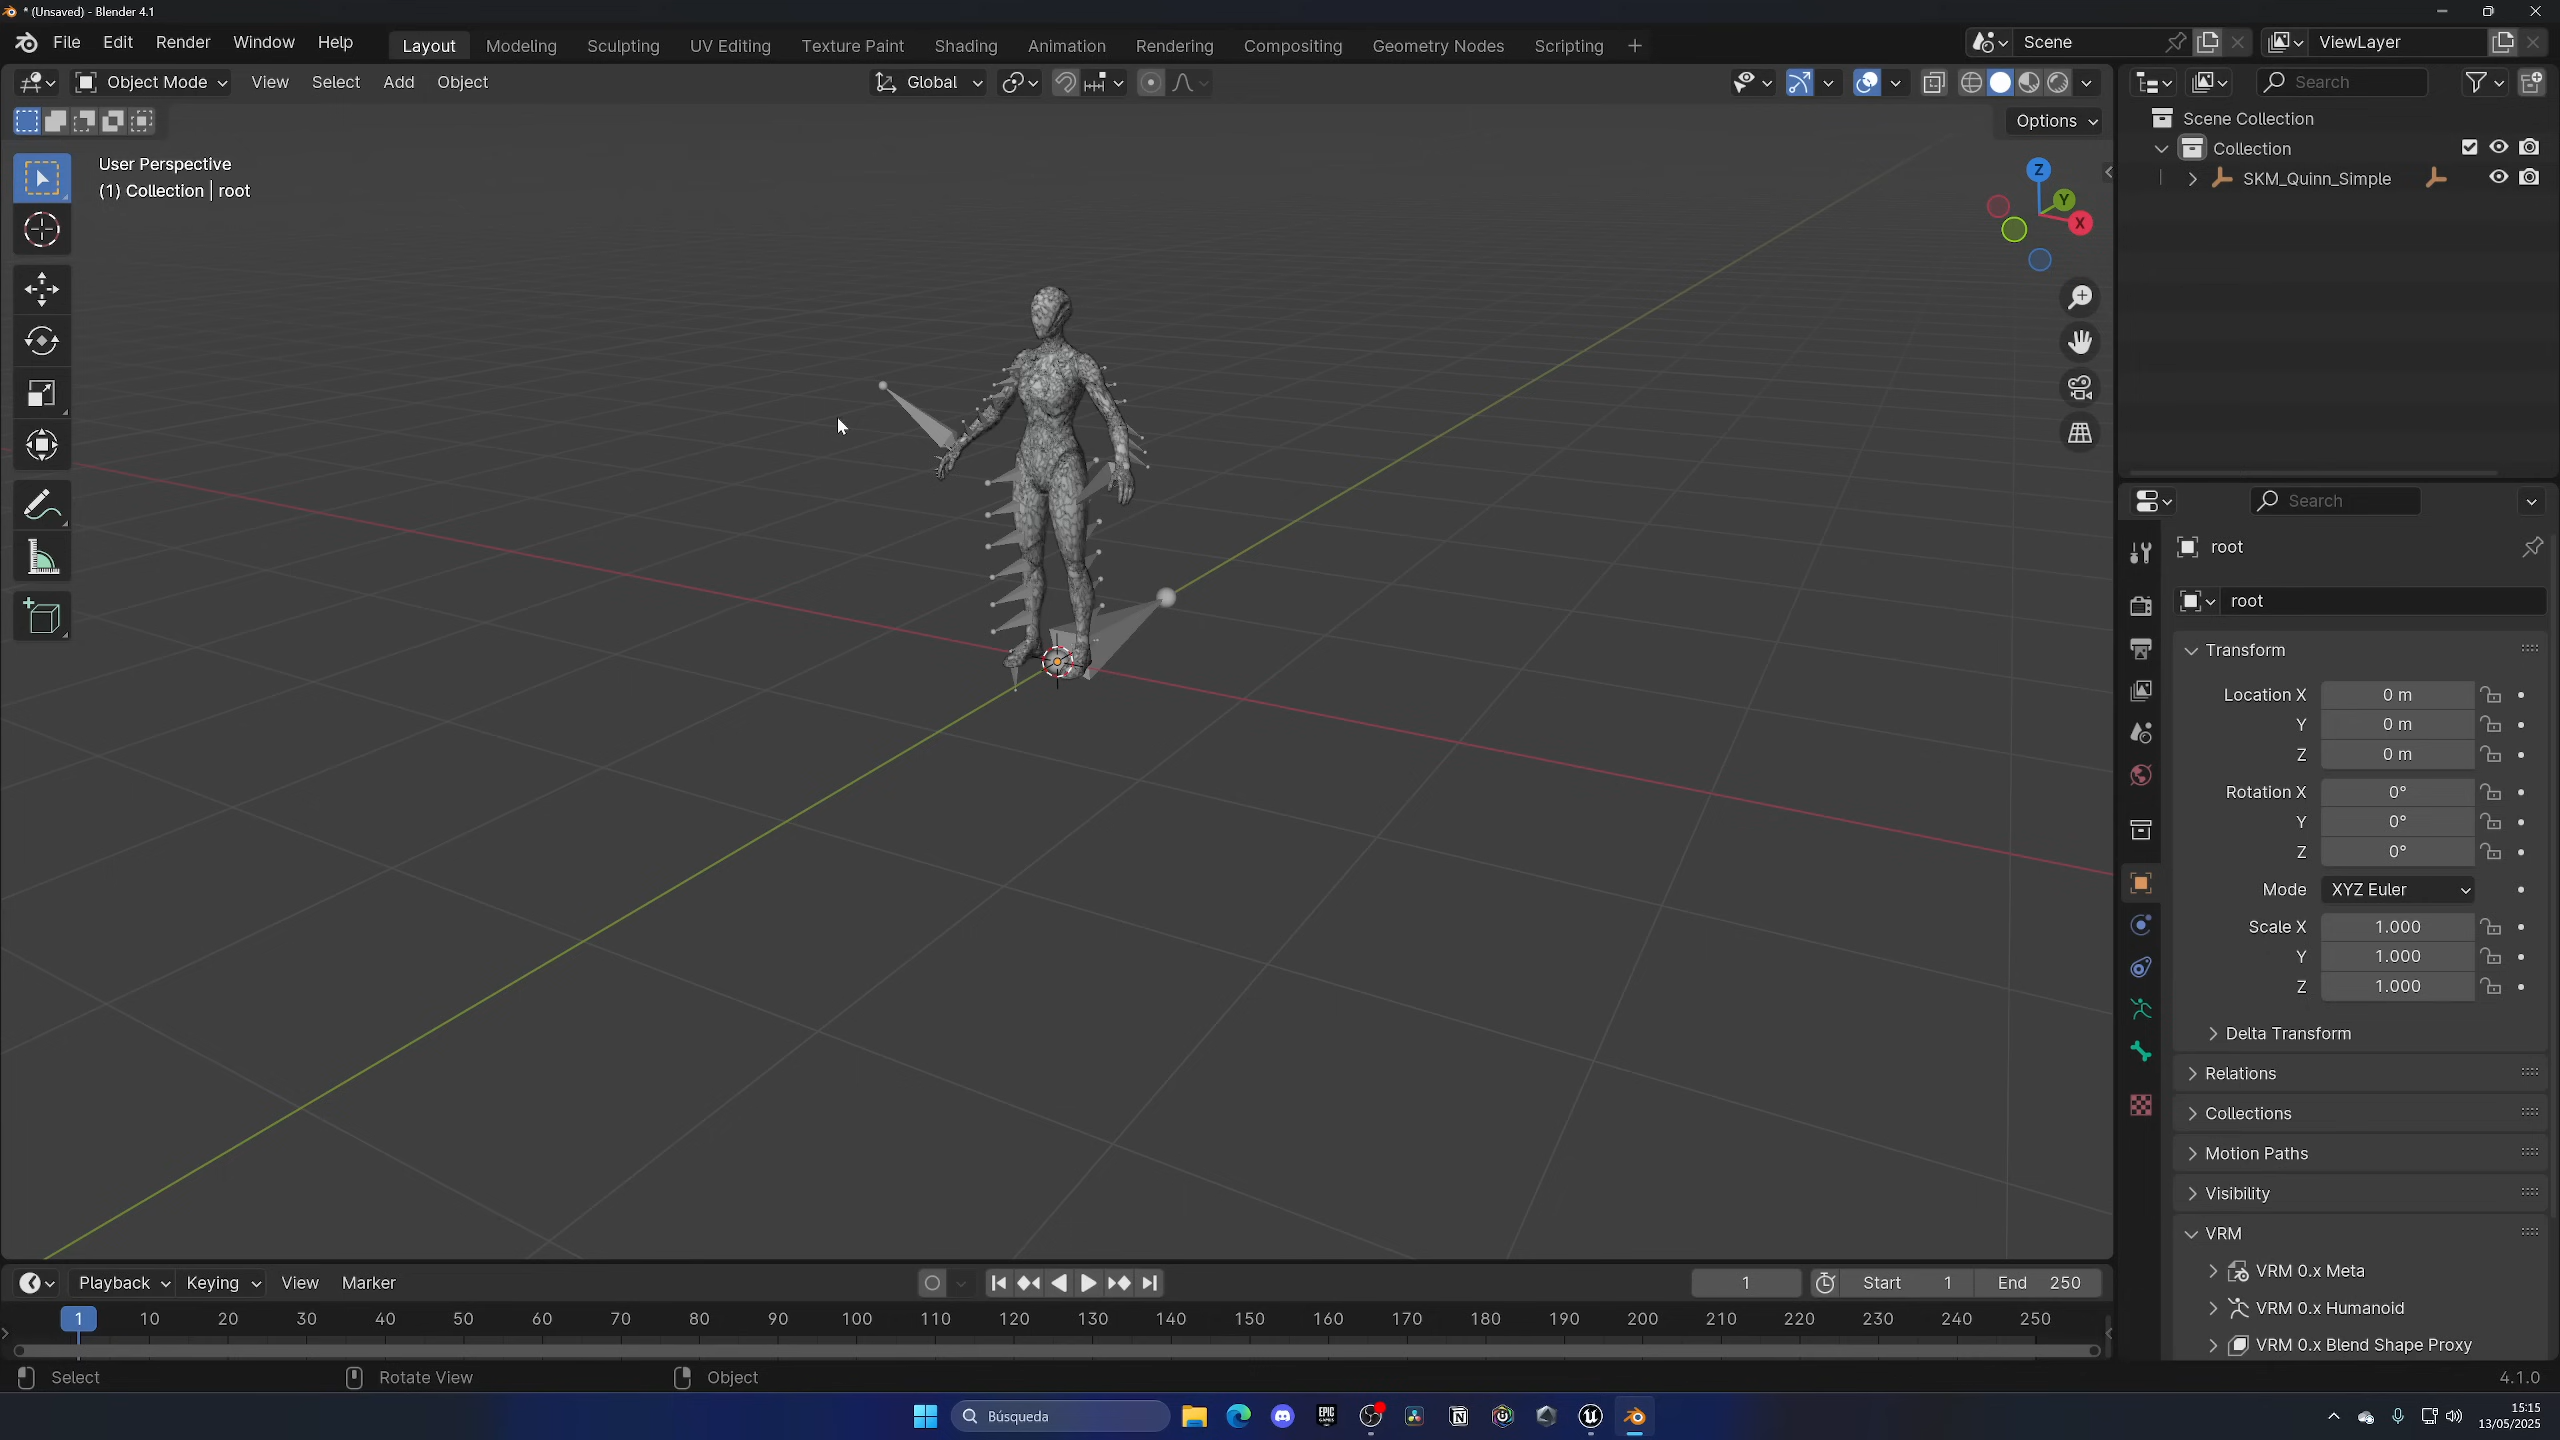 * (Unsaved) - Blender 4.1
File Edit Render Window Help Layout Modeling Sculpting UV Editing Texture Paint Shading Animation Rendering Compositing Geometry Nodes Scripting + Scene ViewLayer
Object Mode View Select Add Object Global Search
Options
User Perspective
(1) Collection | root
Z
Y
X
Scene Collection
Collection
SKM_Quinn_Simple
Search
root
root
Transform
Location X 0 m
Y 0 m
Z 0 m
Rotation X 0°
Y 0°
Z 0°
Mode XYZ Euler
Scale X 1.000
Y 1.000
Z 1.000
Delta Transform
Relations
Collections
Motion Paths
Visibility
VRM
VRM 0.x Meta
VRM 0.x Humanoid
VRM 0.x Blend Shape Proxy
Playback Keying View Marker 1 Start 1 End 250
1 10 20 30 40 50 60 70 80 90 100 110 120 130 140 150 160 170 180 190 200 210 220 230 240 250
Select Rotate View Object 4.1.0
Búsqueda
EPIC GAMES
15:15
13/05/2025